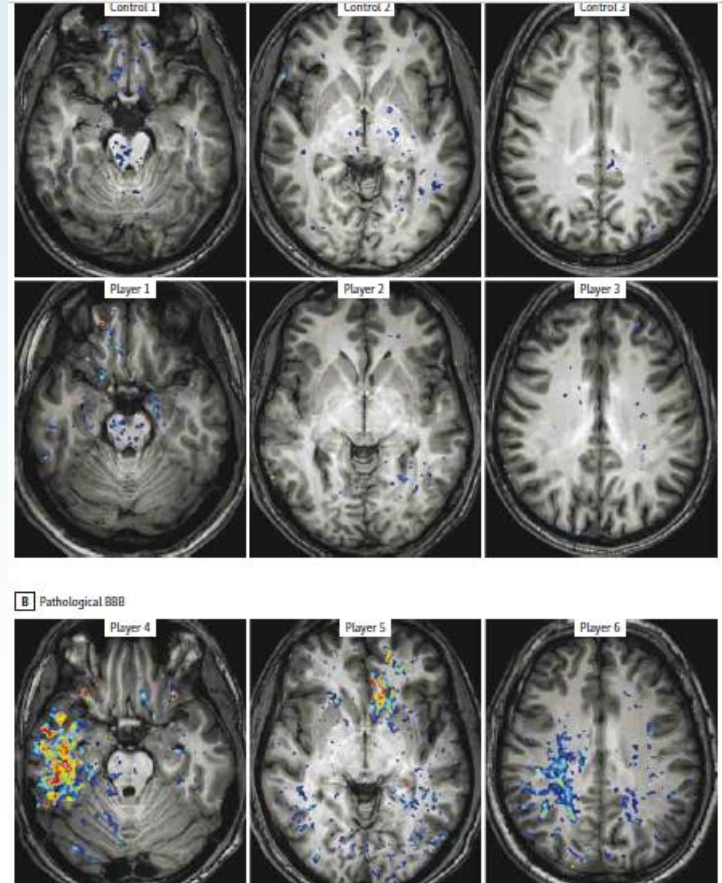 Control 1
Control 2
Control 3
Player 1
Player 2
Player 3
B Pathological BBB
Player 4
Player 5
Player 6